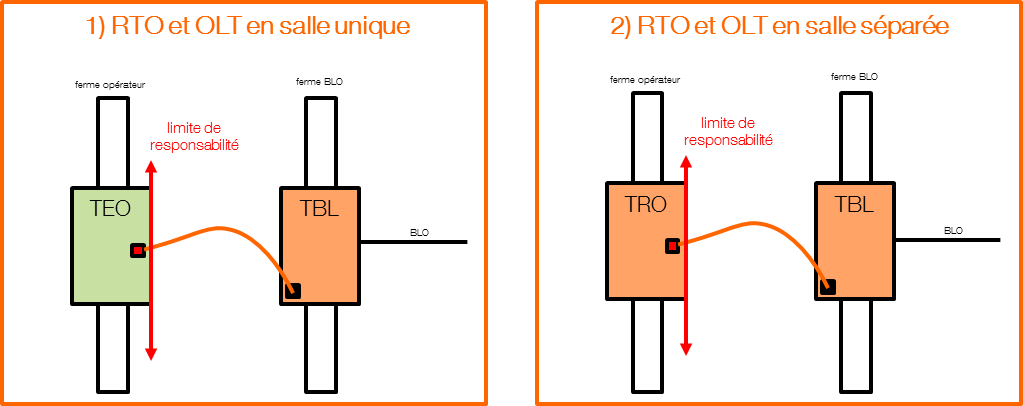 1) RTO et OLT en salle unique
ferme opérateur
ferme BLO
limite de
responsabilité
TEO
TBL
BLO
2) RTO et OLT en salle séparée
ferme opérateur
ferme BLO
limite de
responsabilité
TRO
TBL
BLO